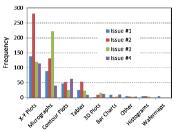 300
250
200
150
100
50
0
Frequency
Issue #1
Issue #2
Issue #3
Issue #4
X-Y Plots
Micrographs
Contour Plots
Tables
3D Plots
Bar Charts
Other
Histograms
Wafermaps